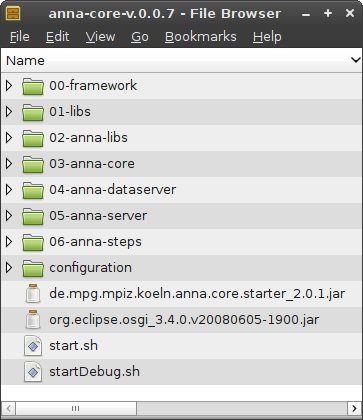 anna-core-v.0.0.7 - File Browser
File Edit View Go Bookmarks Help
Name
00-framework
01-libs
02-anna-libs
03-anna-core
04-anna-dataserver
05-anna-server
06-anna-steps
configuration
de.mpg.mpiz.koeln.anna.core.starter_2.0.1.jar
org.eclipse.osgi_3.4.0.v20080605-1900.jar
start.sh
startDebug.sh